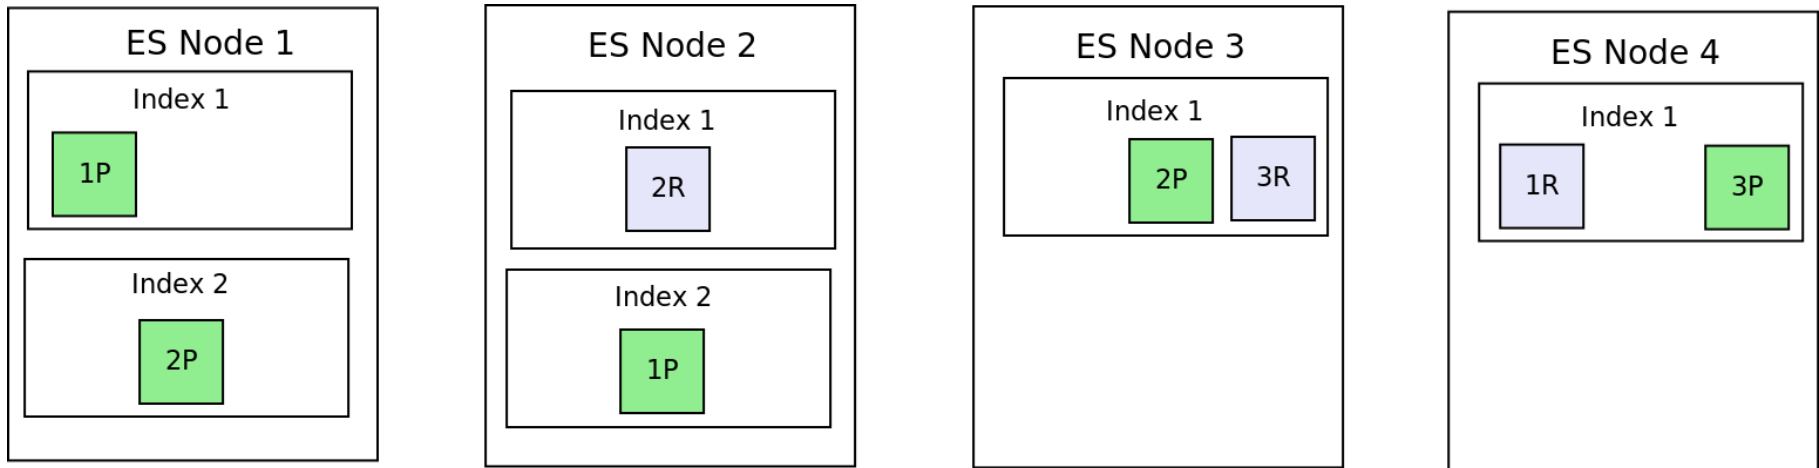 ES Node 1
Index 1
1P
Index 2
2P
ES Node 2
Index 1
2R
Index 2
1P
ES Node 3
Index 1
2P
3R
ES Node 4
Index 1
1R
3P